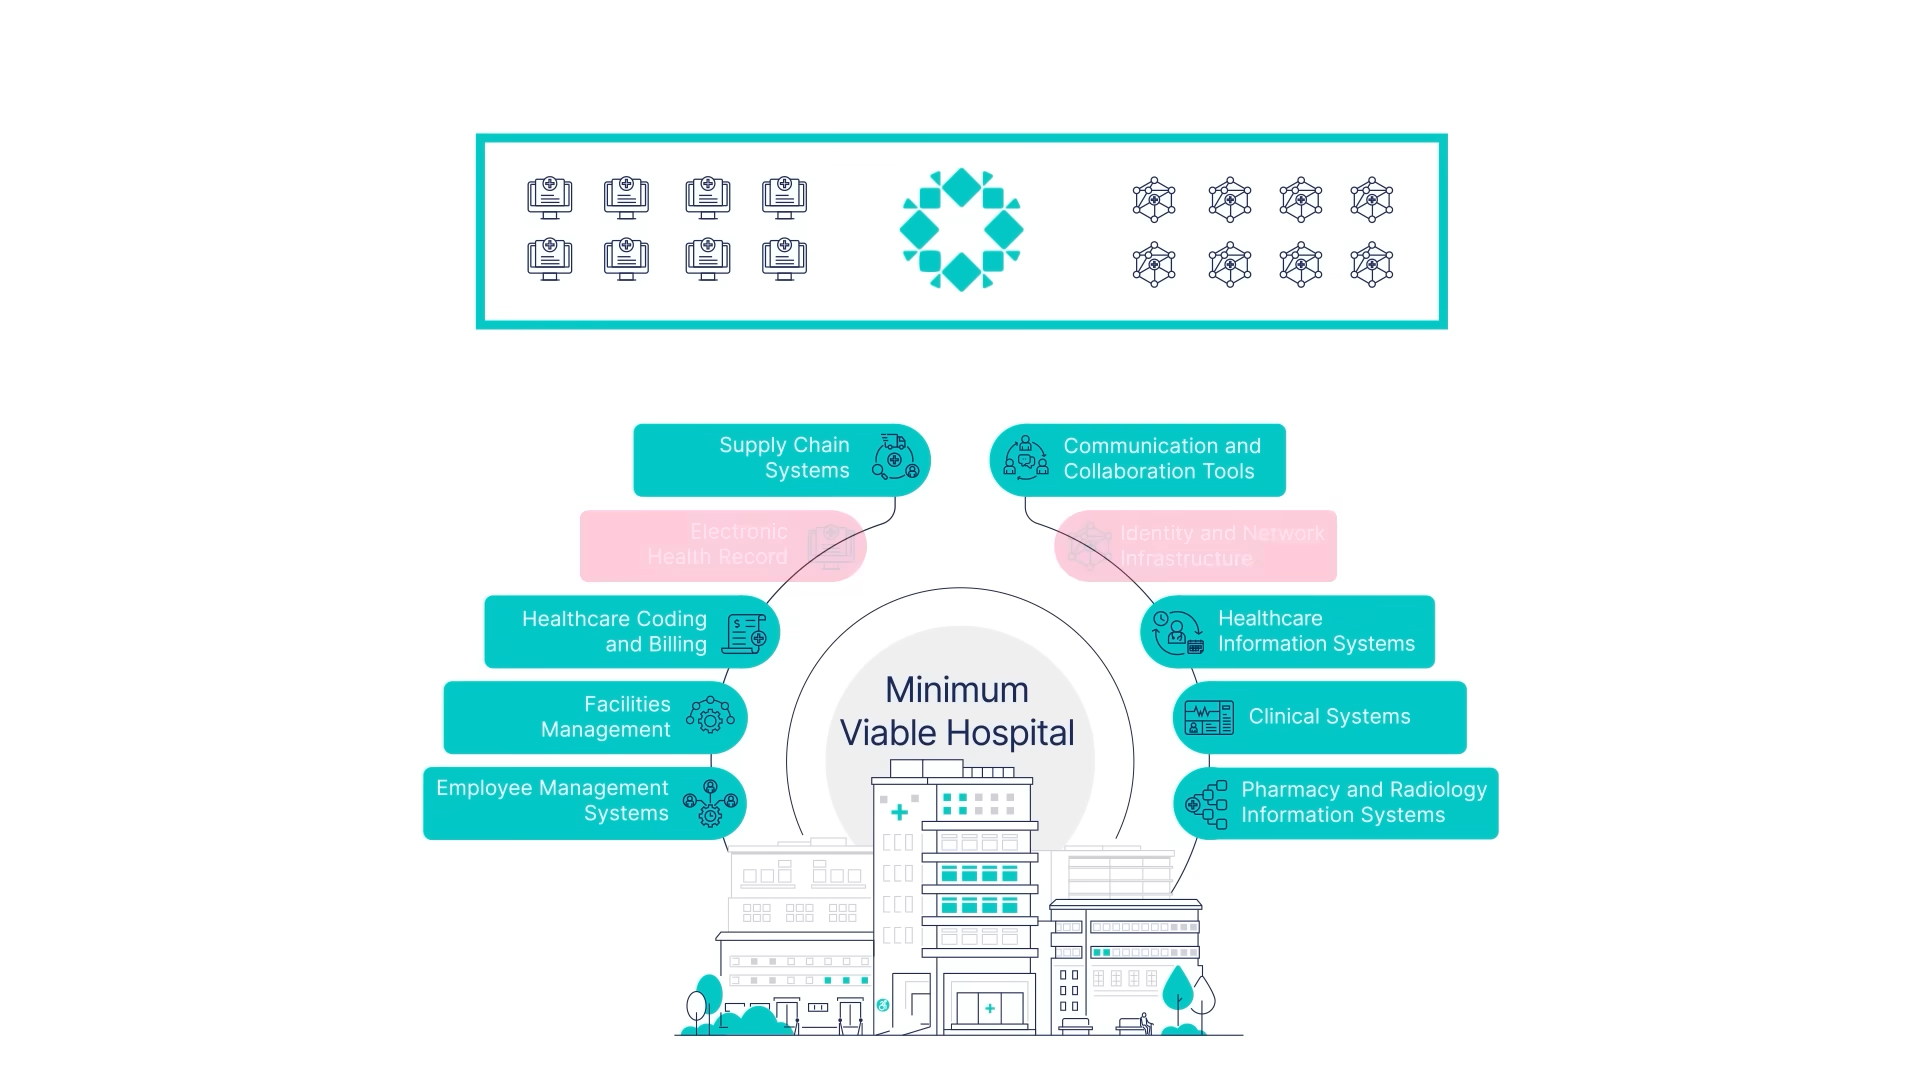 Supply Chain
Systems
Communication and
Collaboration Tools
Electronic
Health Record
Identity and Network
Infrastructure
Healthcare Coding
and Billing
Healthcare
Information Systems
Facilities
Management
Clinical Systems
Employee Management
Systems
Pharmacy and Radiology
Information Systems
Minimum
Viable Hospital